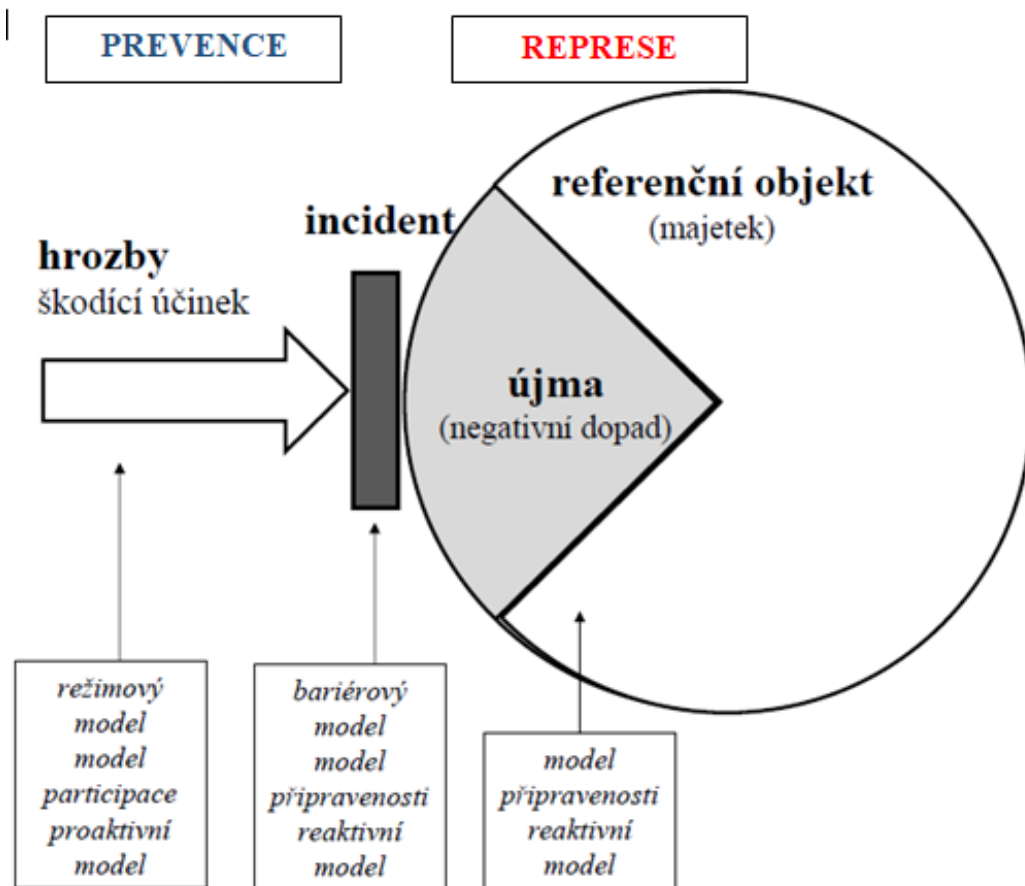 PREVENCE
REPRESE
referenční objekt
(majetek)
incident
hrozby
škodící účinek
újma
(negativní dopad)
režimový
model
model
participace
proaktivní
model
bariérový
model
model
připravenosti
reaktivní
model
model
připravenosti
reaktivní
model